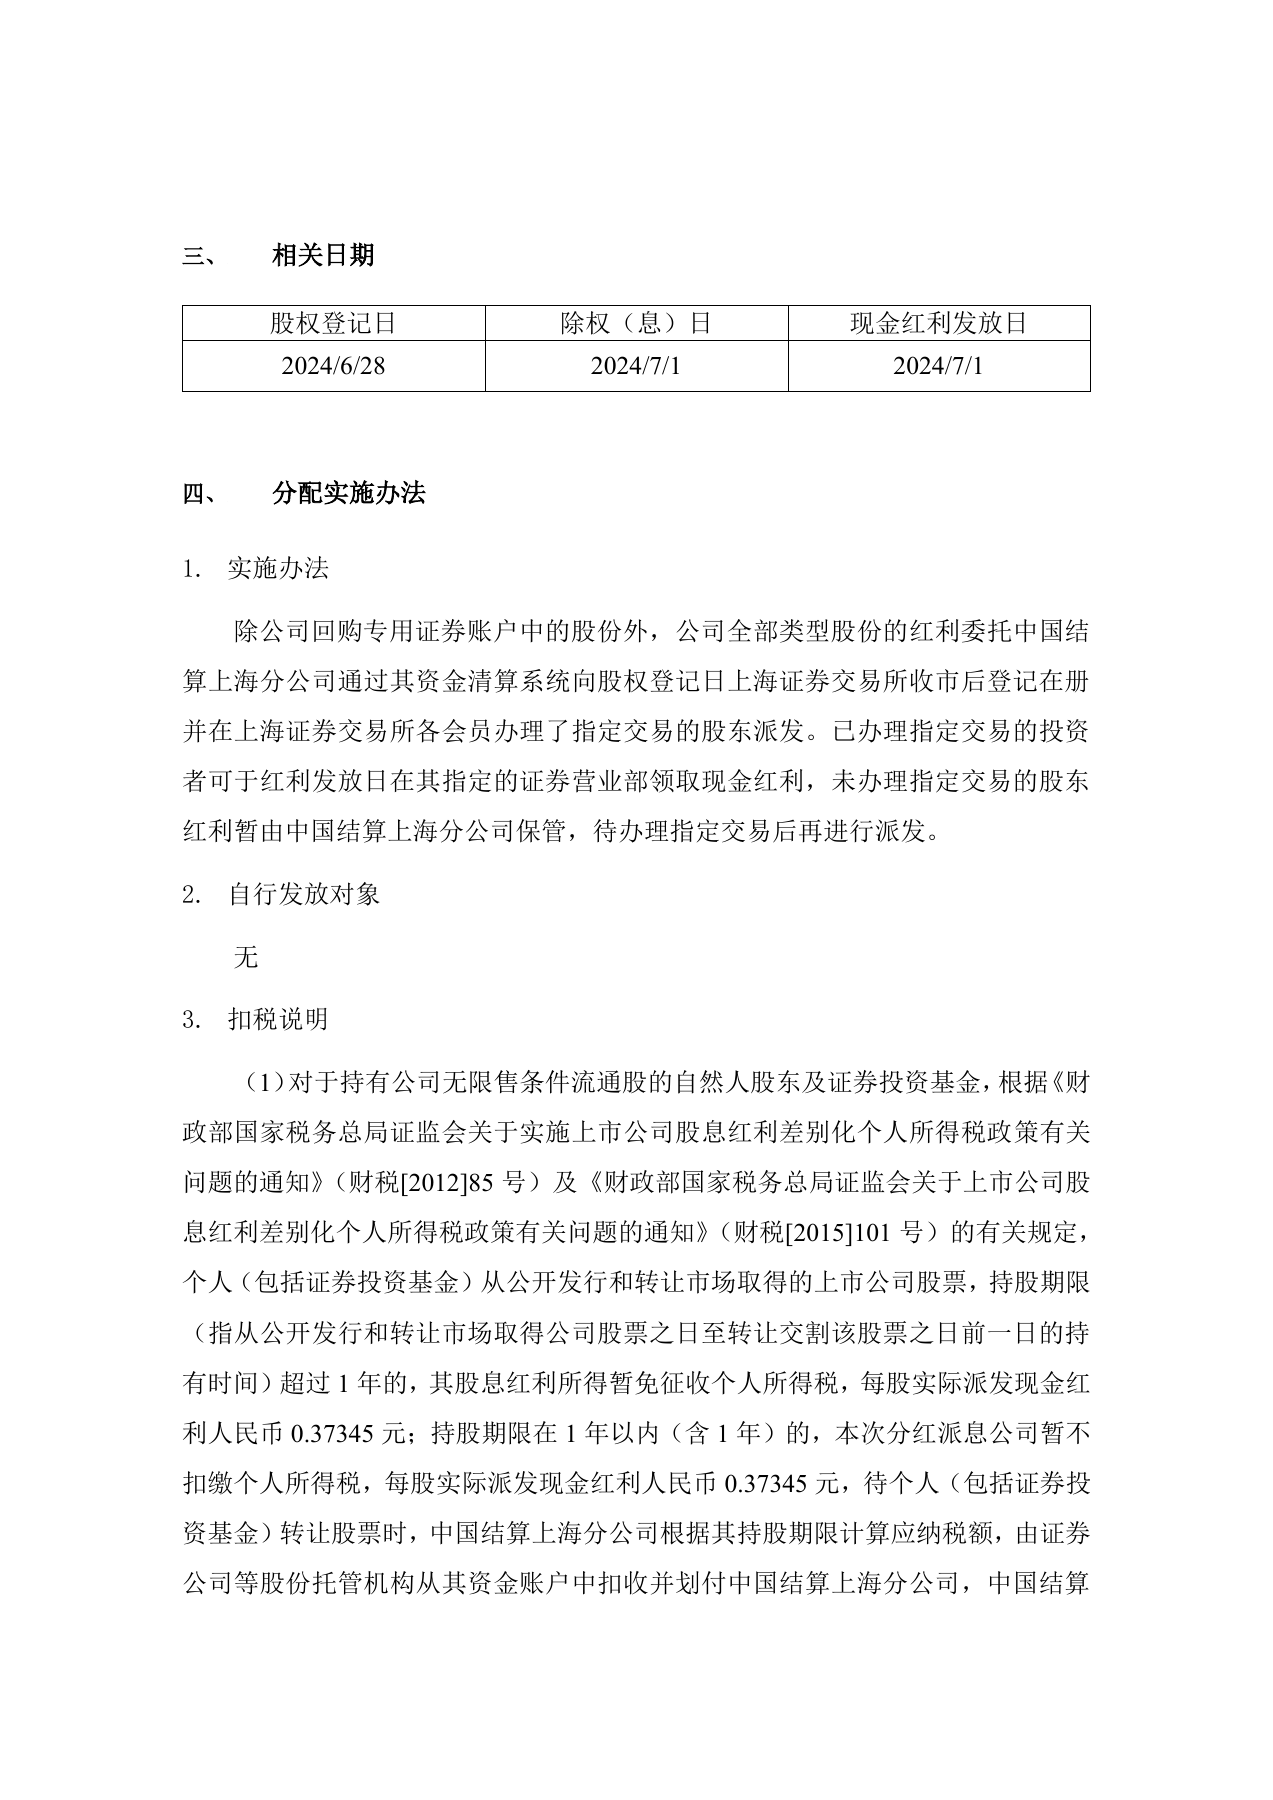 三、 相关日期
股权登记日 除权（息）日 现金红利发放日
2024/6/28 2024/7/1 2024/7/1
四、 分配实施办法
1. 实施办法
除公司回购专用证券账户中的股份外，公司全部类型股份的红利委托中国结
算上海分公司通过其资金清算系统向股权登记日上海证券交易所收市后登记在册
并在上海证券交易所各会员办理了指定交易的股东派发。已办理指定交易的投资
者可于红利发放日在其指定的证券营业部领取现金红利，未办理指定交易的股东
红利暂由中国结算上海分公司保管，待办理指定交易后再进行派发。
2. 自行发放对象
无
3. 扣税说明
（1）对于持有公司无限售条件流通股的自然人股东及证券投资基金，根据《财
政部国家税务总局证监会关于实施上市公司股息红利差别化个人所得税政策有关
问题的通知》（财税[2012]85 号）及《财政部国家税务总局证监会关于上市公司股
息红利差别化个人所得税政策有关问题的通知》（财税[2015]101 号）的有关规定，
个人（包括证券投资基金）从公开发行和转让市场取得的上市公司股票，持股期限
（指从公开发行和转让市场取得公司股票之日至转让交割该股票之日前一日的持
有时间）超过 1 年的，其股息红利所得暂免征收个人所得税，每股实际派发现金红
利人民币 0.37345 元；持股期限在 1 年以内（含 1 年）的，本次分红派息公司暂不
扣缴个人所得税，每股实际派发现金红利人民币 0.37345 元，待个人（包括证券投
资基金）转让股票时，中国结算上海分公司根据其持股期限计算应纳税额，由证券
公司等股份托管机构从其资金账户中扣收并划付中国结算上海分公司，中国结算